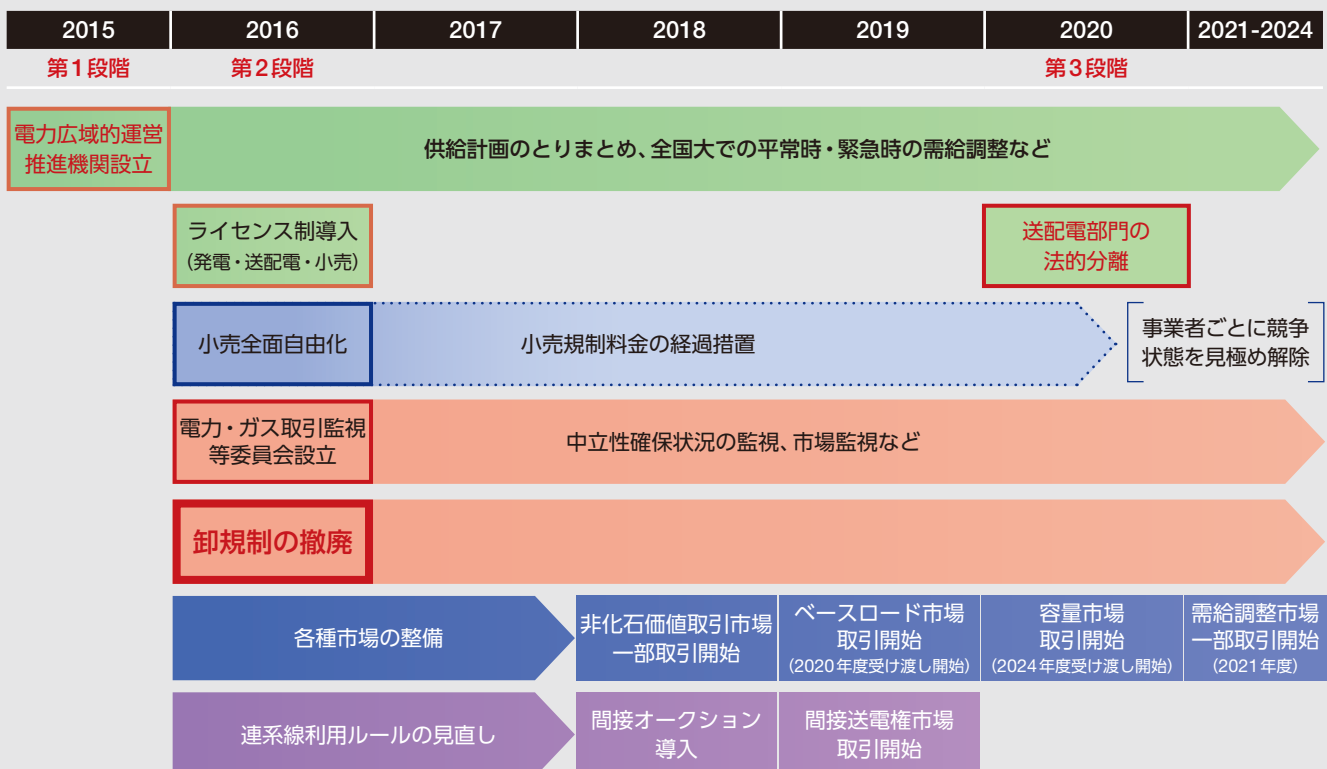 2015 2016 2017 2018 2019 2020 2021-2024
第1段階 第2段階 第3段階
電力広域的運営
推進機関設立
供給計画のとりまとめ、全国大での平常時・緊急時の需給調整など
ライセンス制導入
(発電・送配電・小売)
送配電部門の
法的分離
小売全面自由化
小売規制料金の経過措置
事業者ごとに競争
状態を見極め解除
電力・ガス取引監視
等委員会設立
中立性確保状況の監視、市場監視など
卸規制の撤廃
各種市場の整備
非化石価値取引市場
一部取引開始
ベースロード市場
取引開始
(2020年度受け渡し開始)
容量市場
取引開始
(2024年度受け渡し開始)
需給調整市場
一部取引開始
(2021年度)
連系線利用ルールの見直し
間接オークション
導入
間接送電権市場
取引開始